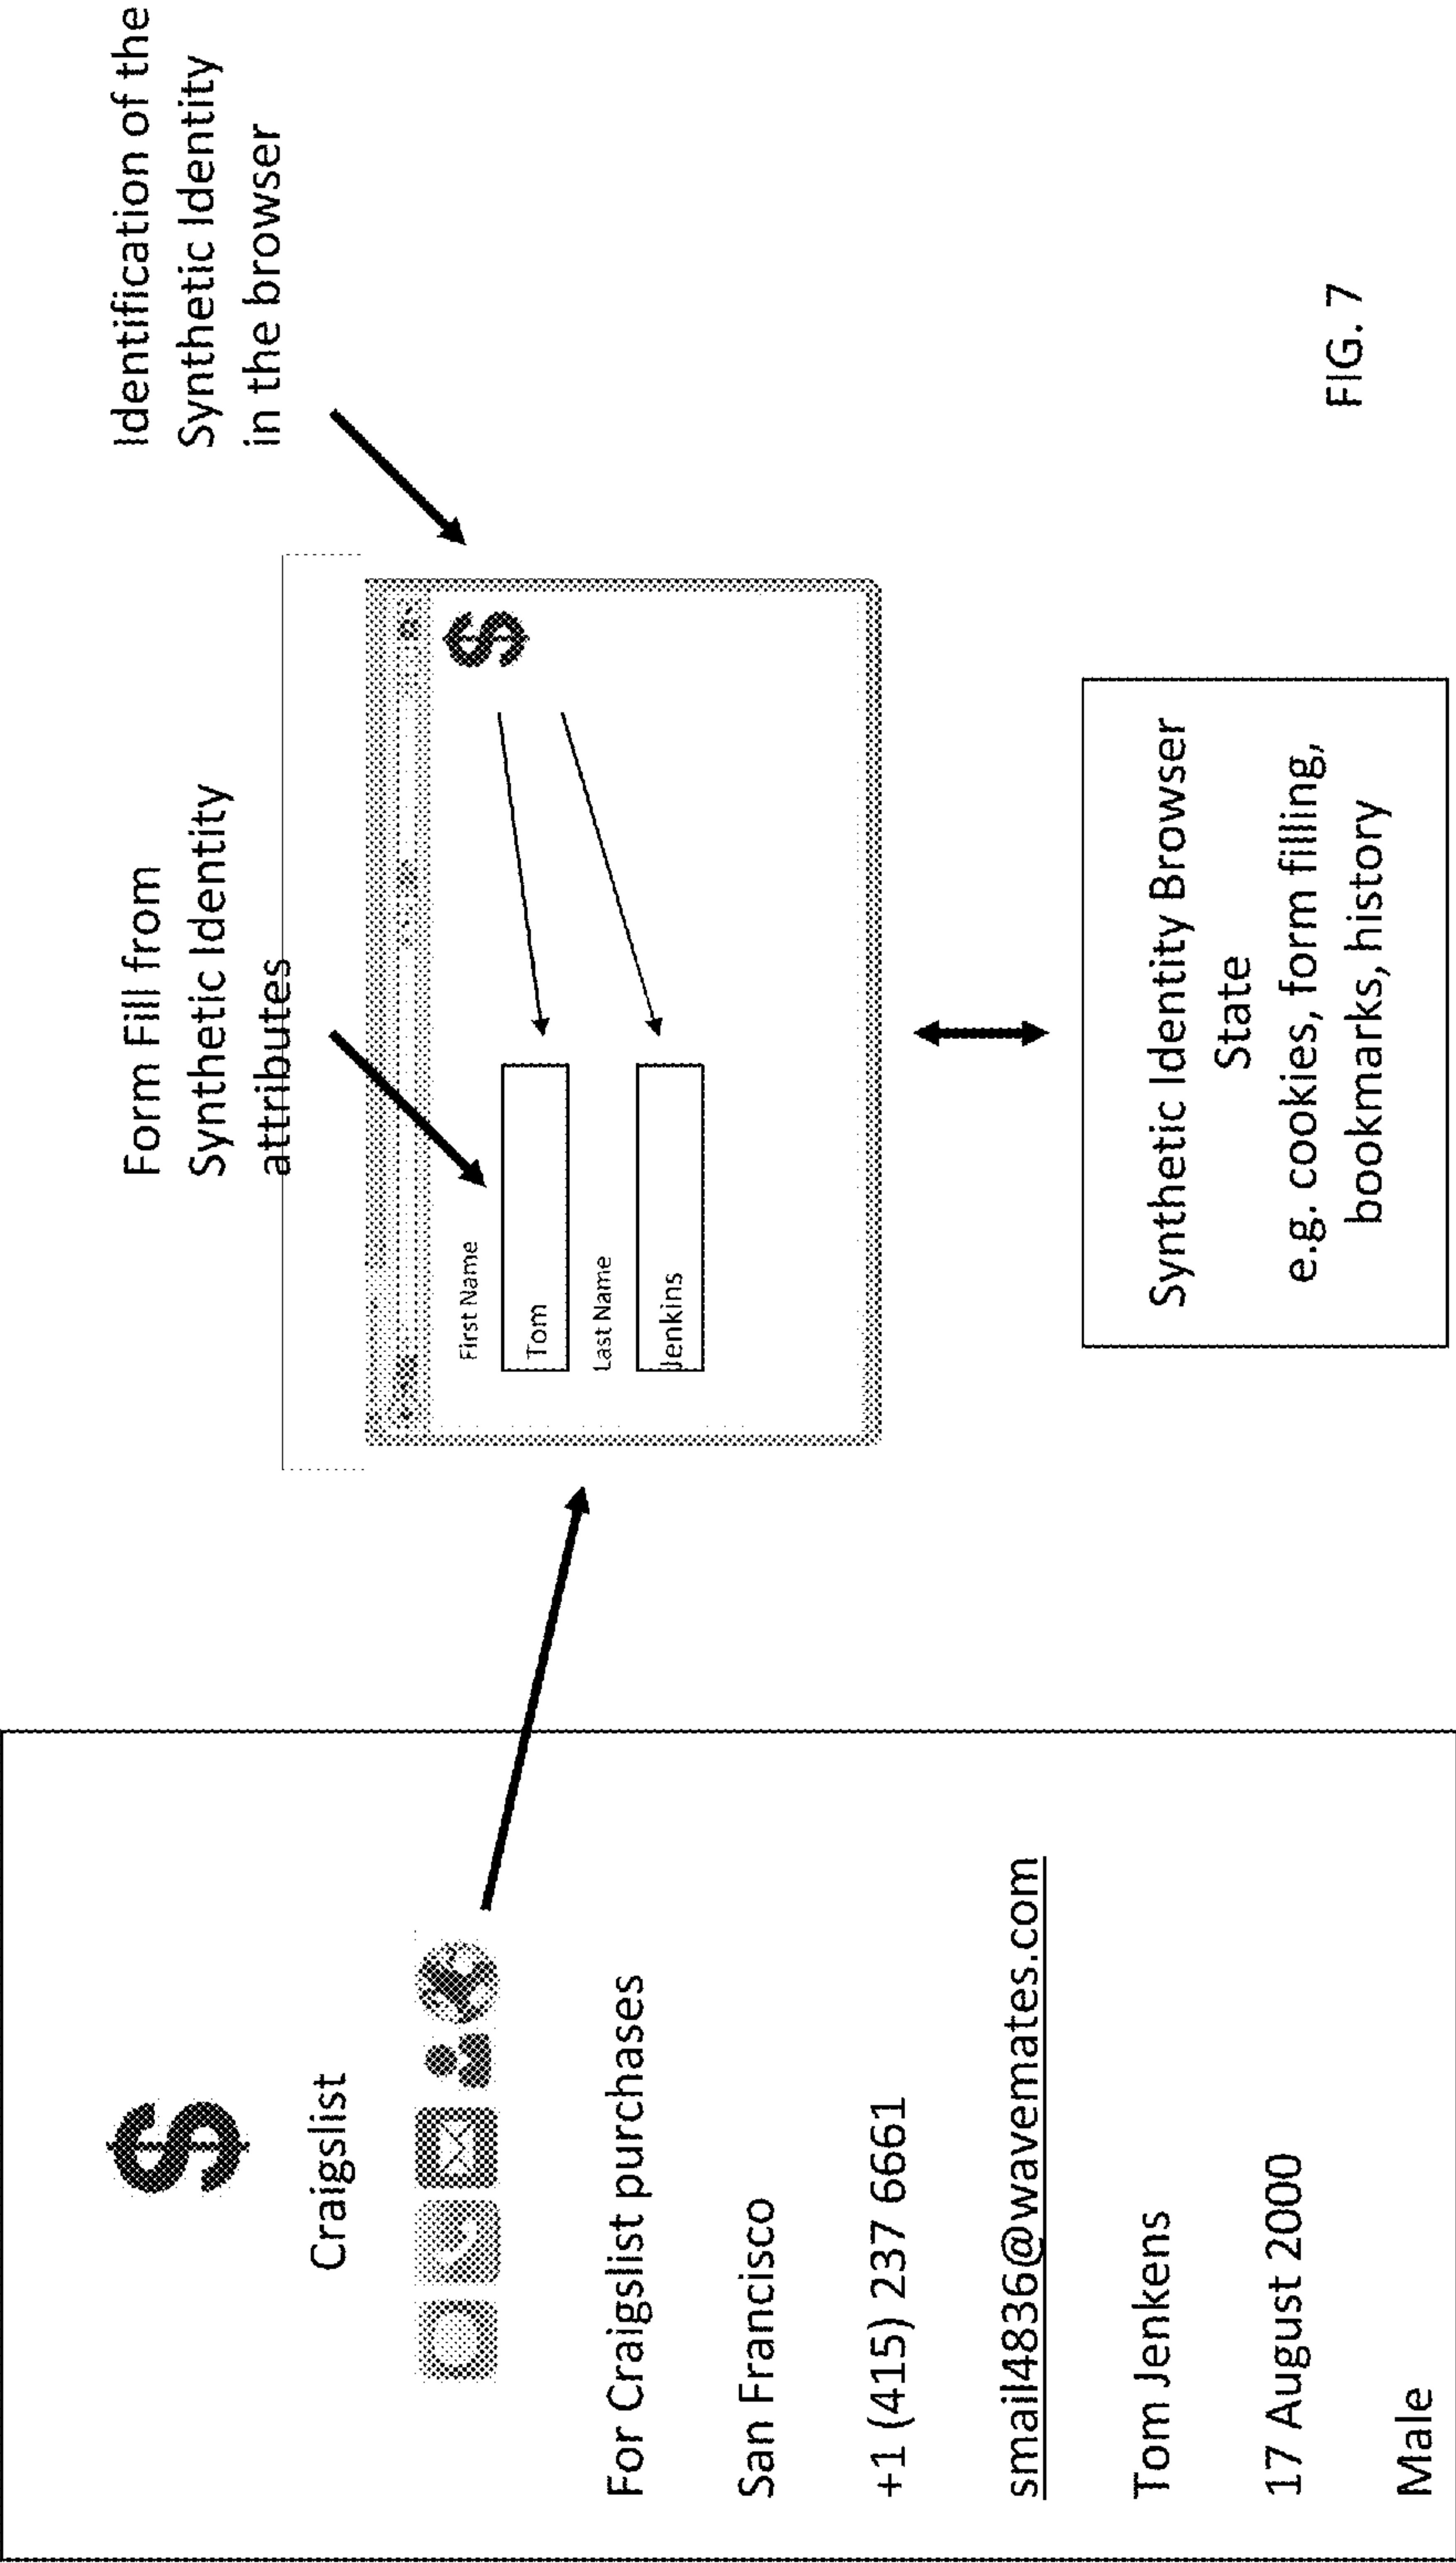 $
Craigslist
For Craigslist purchases
San Francisco
+1 (415) 237 6661
smail4836@wavemates.com
Tom Jenkens
17 August 2000
Male
Form Fill from
Synthetic Identity
attributes
Identification of the
Synthetic Identity
in the browser
$
First Name
Tom
Last Name
Jenkins
Synthetic Identity Browser
State
e.g. cookies, form filling,
bookmarks, history
FIG. 7